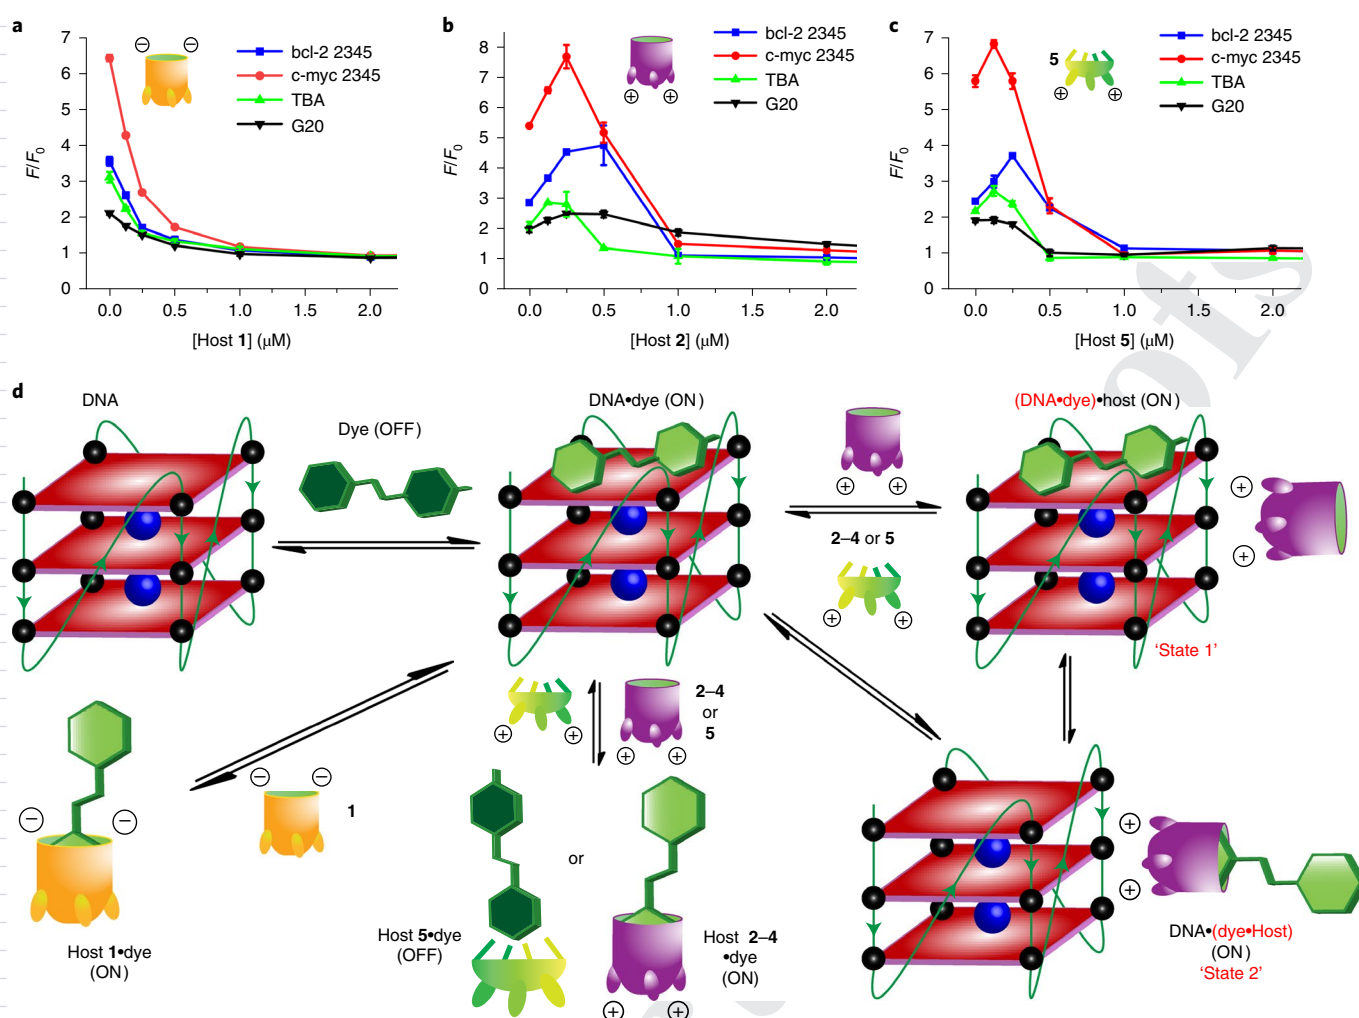 a
7
6
5
4
3
2
1
0
F/F0
0.0 0.5 1.0 1.5 2.0
[Host 1] (μM)
bcl-2 2345
c-myc 2345
TBA
G20
b
8
7
6
5
4
3
2
1
0
F/F0
0.0 0.5 1.0 1.5 2.0
[Host 2] (μM)
bcl-2 2345
c-myc 2345
TBA
G20
c
7
6
5
4
3
2
1
0
F/F0
0.0 0.5 1.0 1.5 2.0
[Host 5] (μM)
5
bcl-2 2345
c-myc 2345
TBA
G20
d
DNA
Dye (OFF)
DNA•dye (ON)
(DNA•dye)•host (ON)
2–4 or 5
'State 1'
2–4
or
5
1
or
Host 1•dye
(ON)
Host 5•dye
(OFF)
Host 2–4
•dye
(ON)
DNA•(dye•Host)
(ON)
'State 2'